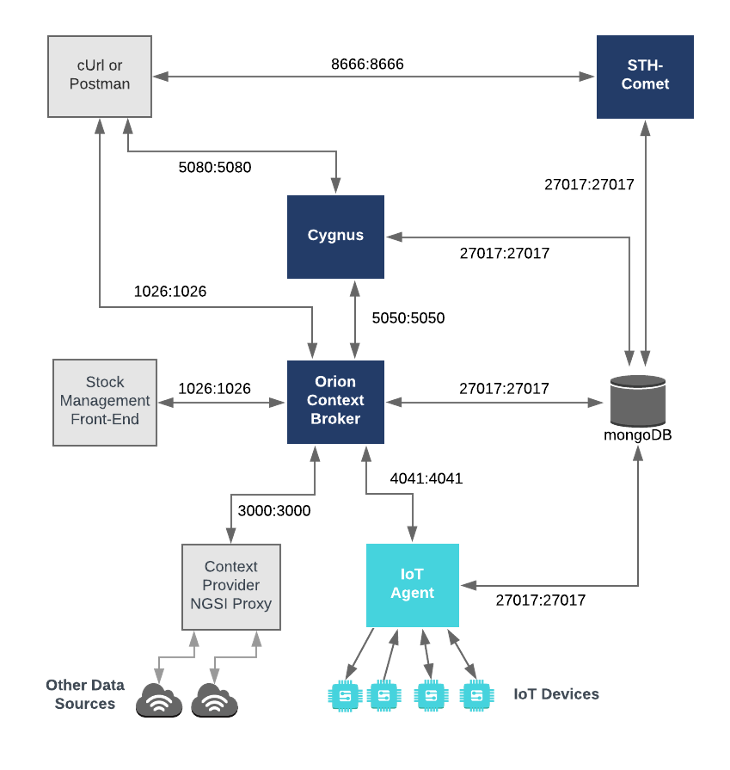 cUrl or
Postman
8666:8666
STH-
Comet
5080:5080
27017:27017
Cygnus
27017:27017
1026:1026
5050:5050
Stock
Management
Front-End
1026:1026
Orion
Context
Broker
27017:27017
mongoDB
4041:4041
3000:3000
Context
Provider
NGSI Proxy
IoT
Agent
27017:27017
Other Data
Sources
IoT Devices